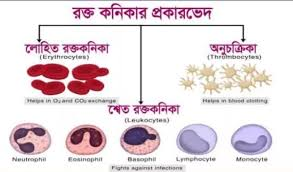 রক্ত কনিকার প্রকারভেদ
লোহিত রক্তকনিকা
(Erythrocytes)
Helps in O₂ and CO₂ exchange
অনুচক্রিকা
(Thrombocytes)
Helps in blood clotting
শ্বেত রক্তকনিকা
(Leukocytes)
Neutrophil Eosinophil Basophil Lymphocyte Monocyte
Fights against infections